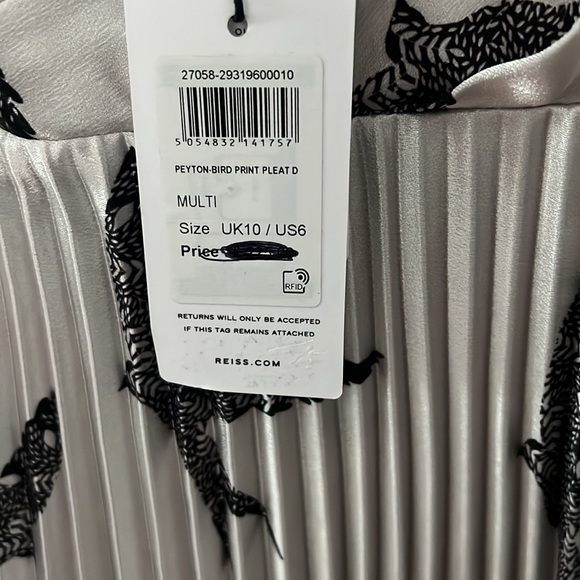 27058-29319600010
5 054832 141757
PEYTON-BIRD PRINT PLEAT D
MULTI
Size UK10 / US6
Price
RFID
RETURNS WILL ONLY BE ACCEPTED
IF THIS TAG REMAINS ATTACHED
REISS.COM